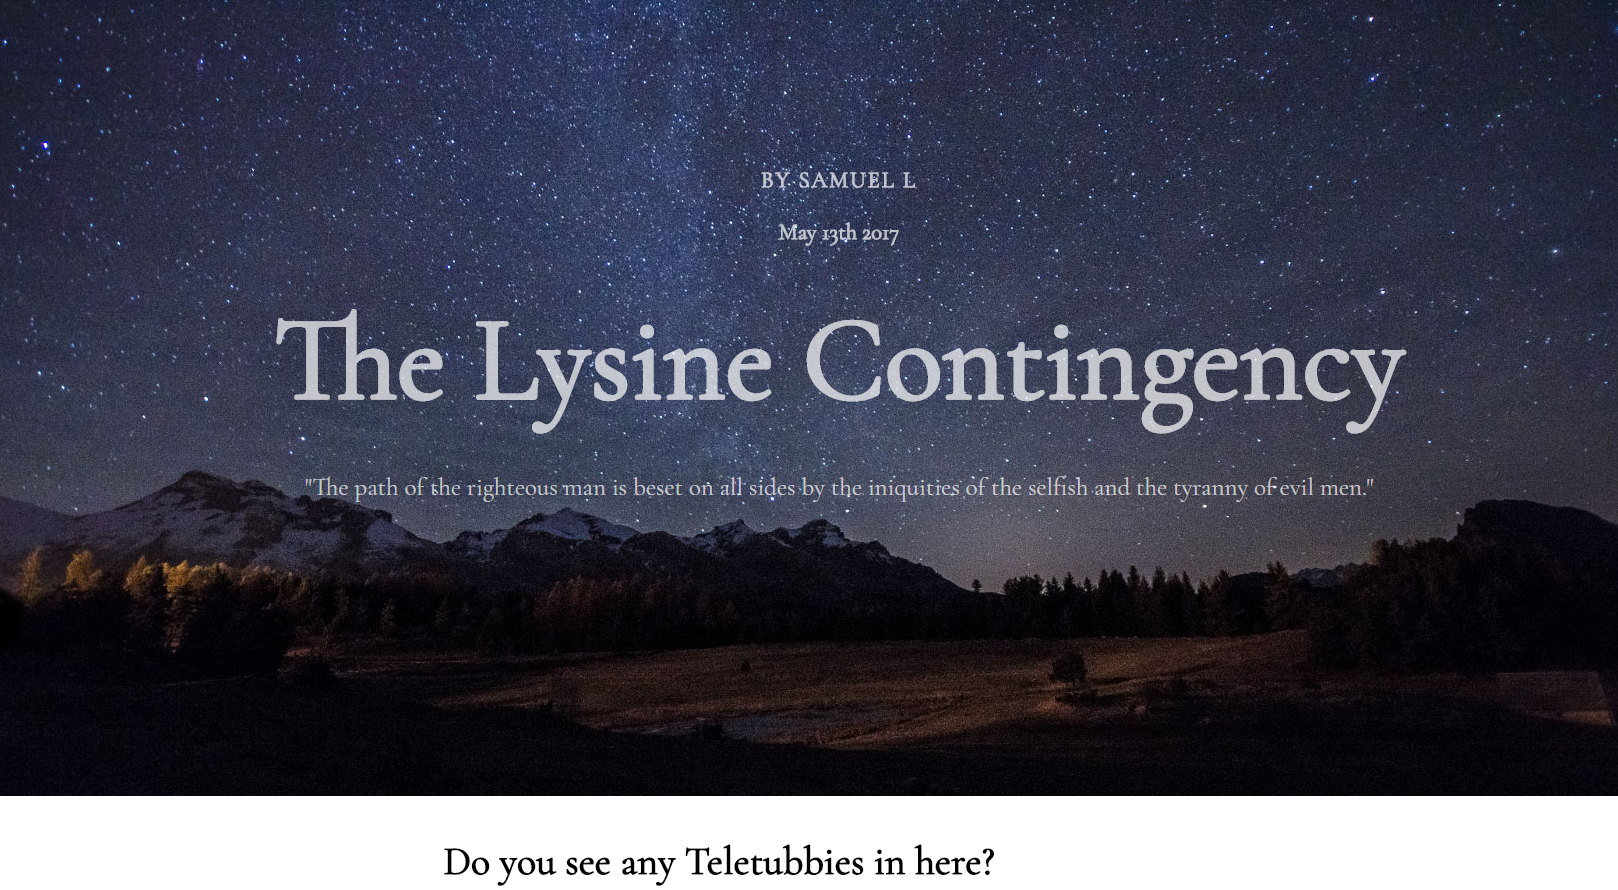 BY SAMUEL L
May 13th 2017
The Lysine Contingency
"The path of the righteous man is beset on all sides by the iniquities of the selfish and the tyranny of evil men."
Do you see any Teletubbies in here?